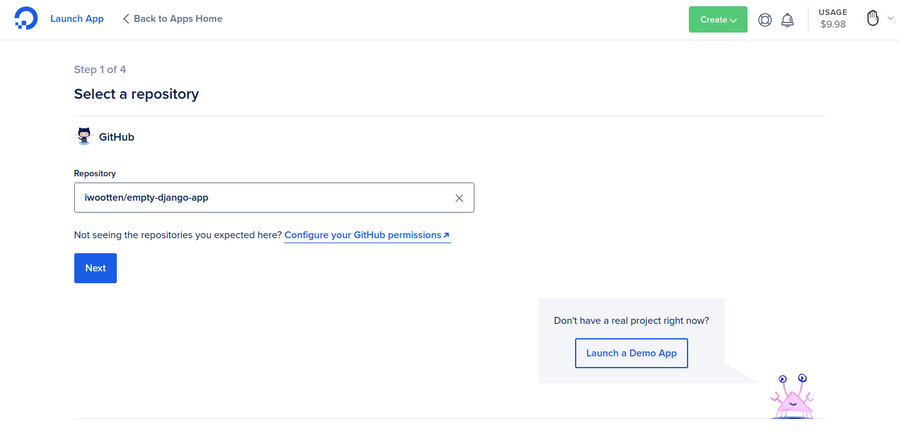 Launch App
Back to Apps Home
Create
USAGE
$9.98
Step 1 of 4
Select a repository
GitHub
Repository
iwootten/empty-django-app
Not seeing the repositories you expected here? Configure your GitHub permissions
Next
Don't have a real project right now?
Launch a Demo App